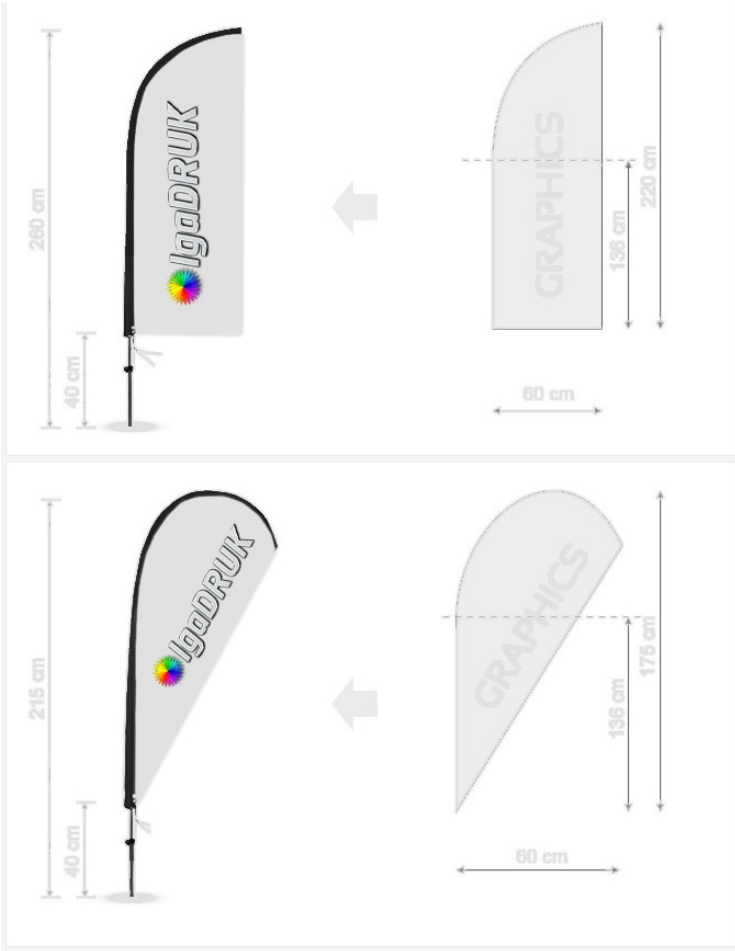 260 cm
40 cm
IgaDRUK
GRAPHICS
136 cm
220 cm
60 cm
215 cm
40 cm
IgaDRUK
GRAPHICS
136 cm
175 cm
60 cm